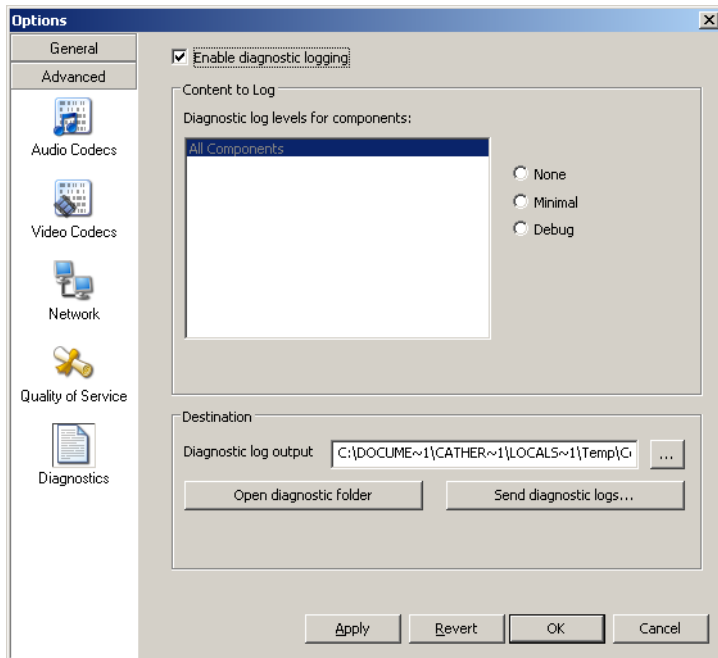 Options
General
Advanced
Audio Codecs
Video Codecs
Network
Quality of Service
Diagnostics
Enable diagnostic logging
Content to Log
Diagnostic log levels for components:
All Components
None
Minimal
Debug
Destination
Diagnostic log output
C:\DOCUME~1\CATHER~1\LOCALS~1\Temp\C
...
Open diagnostic folder
Send diagnostic logs...
Apply
Revert
OK
Cancel